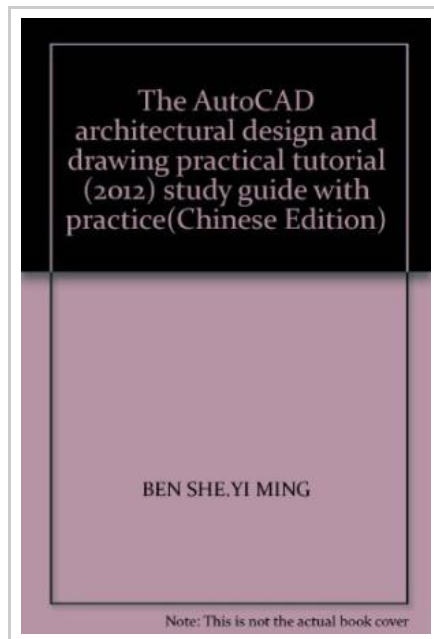 The AutoCAD
architectural design and
drawing practical tutorial
(2012) study guide with
practice(Chinese Edition)
BEN SHE.YI MING
Note: This is not the actual book cover